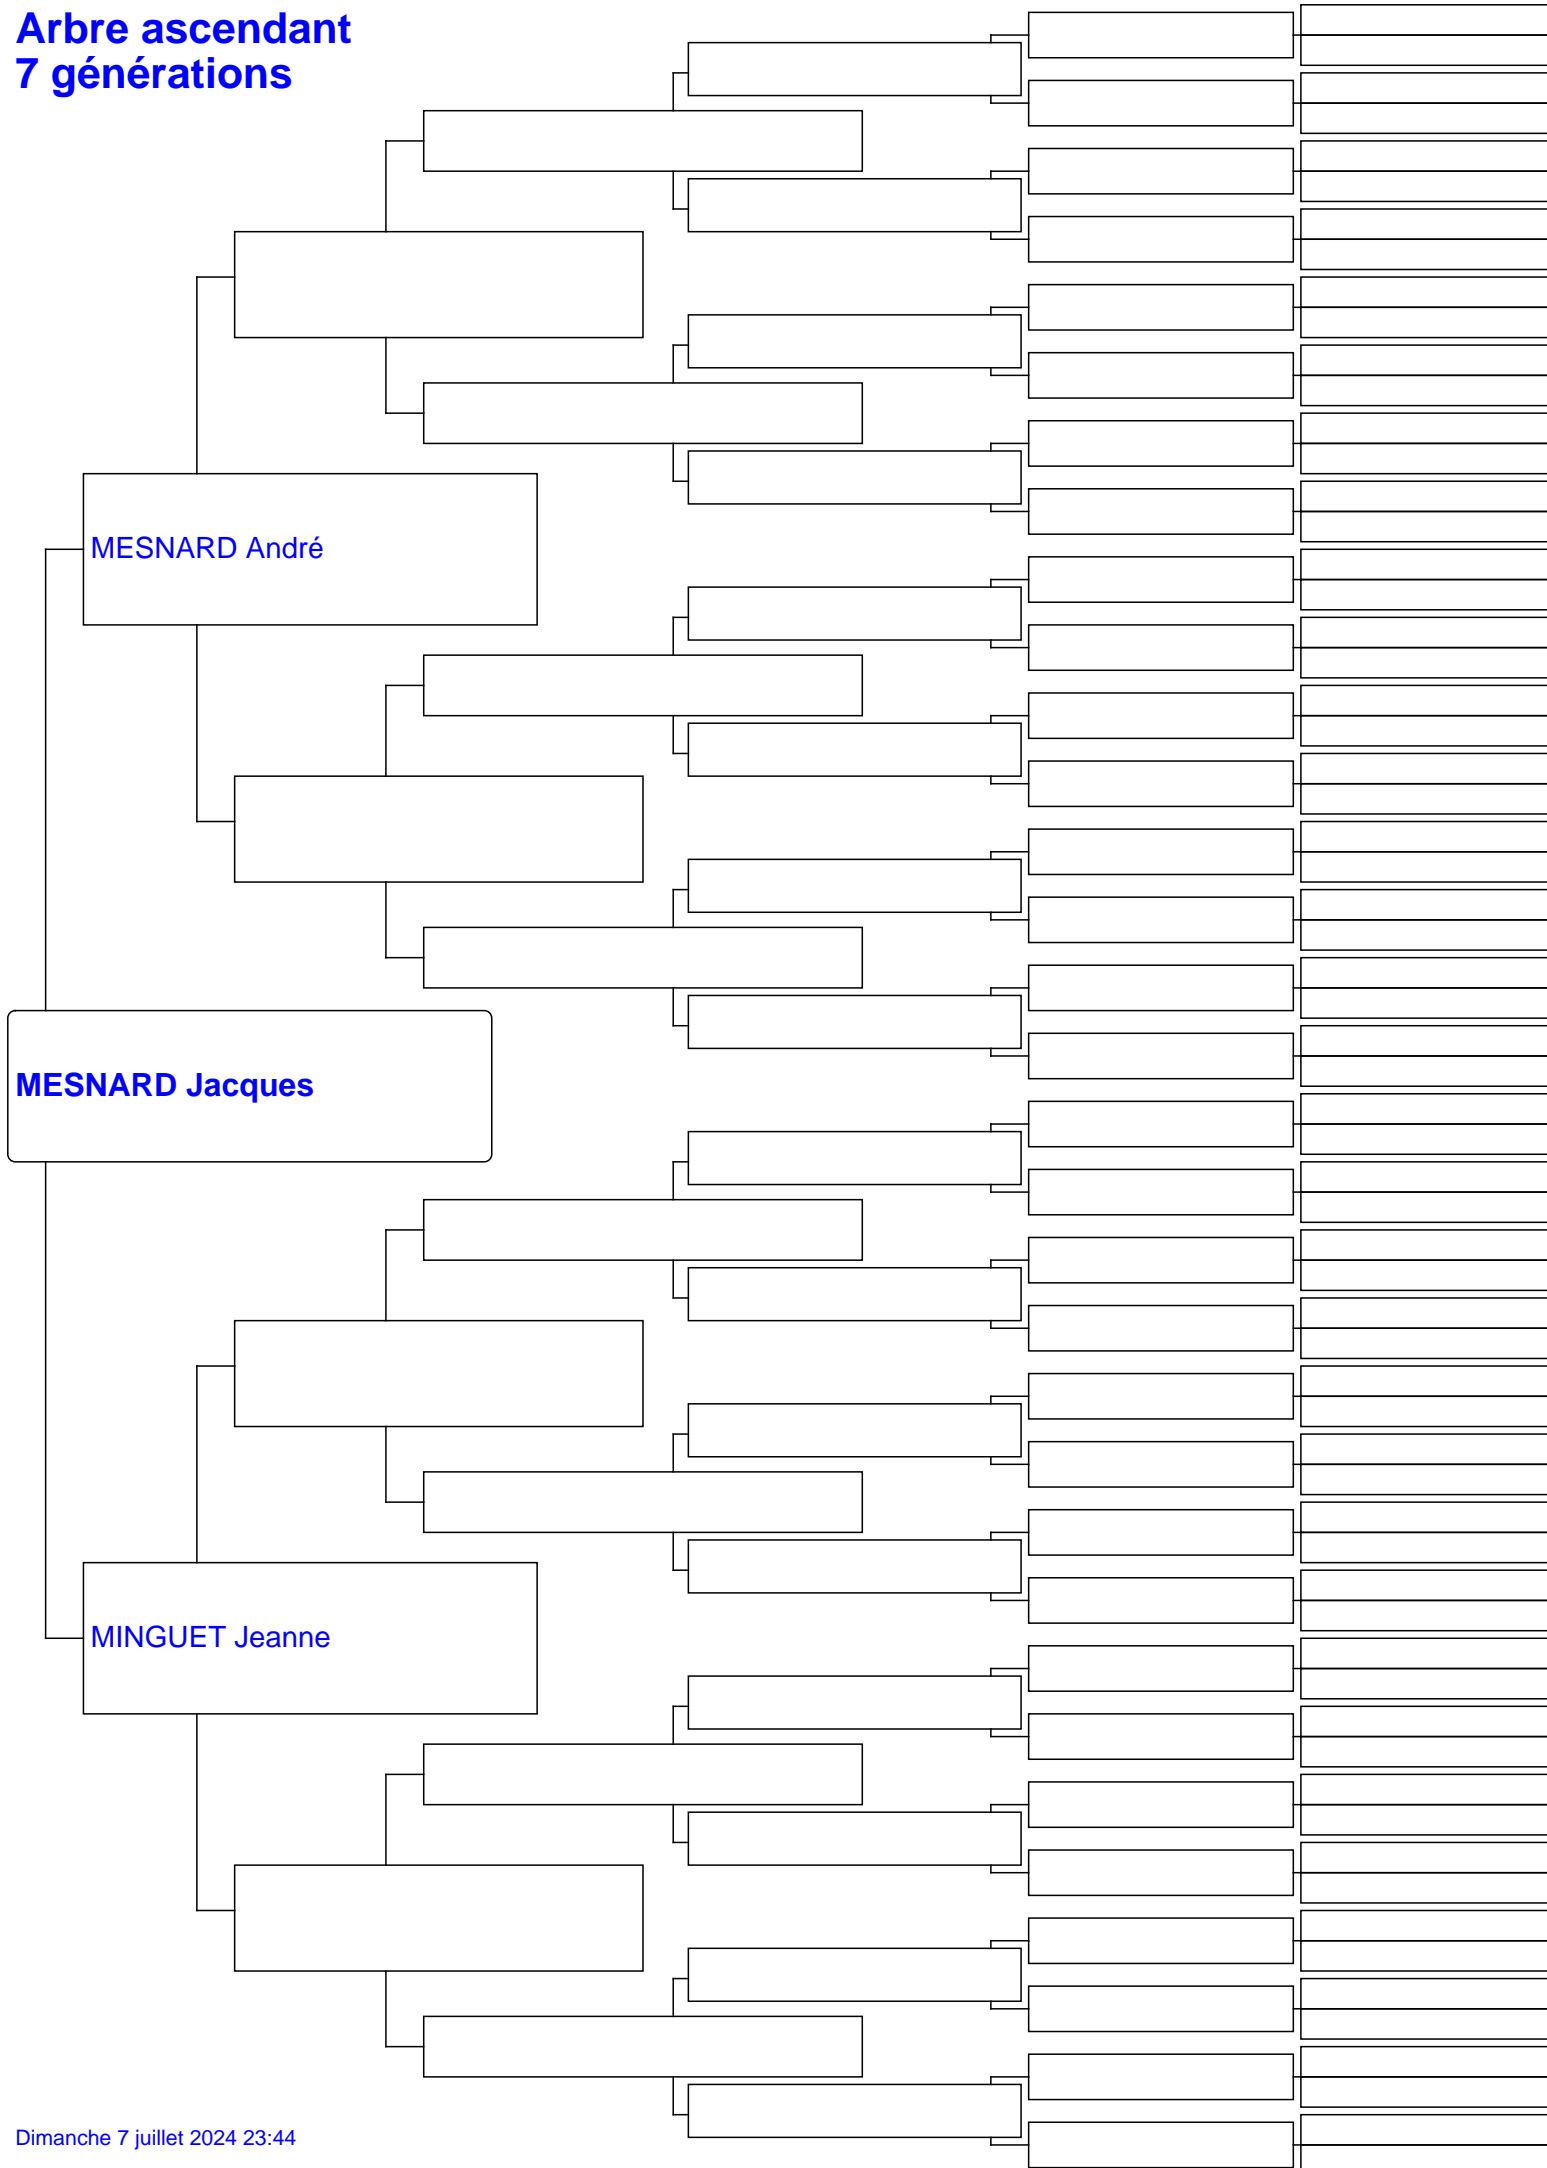 Arbre ascendant
7 générations
MESNARD André
MESNARD Jacques
MINGUET Jeanne
Dimanche 7 juillet 2024 23:44